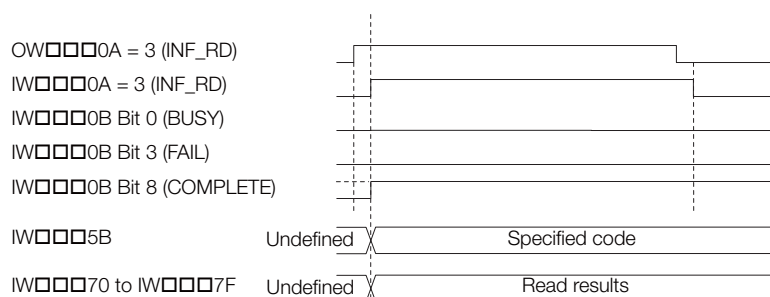 OW□□□0A = 3 (INF_RD)
IW□□□0A = 3 (INF_RD)
IW□□□0B Bit 0 (BUSY)
IW□□□0B Bit 3 (FAIL)
IW□□□0B Bit 8 (COMPLETE)
IW□□□5B Undefined Specified code
IW□□□70 to IW□□□7F Undefined Read results